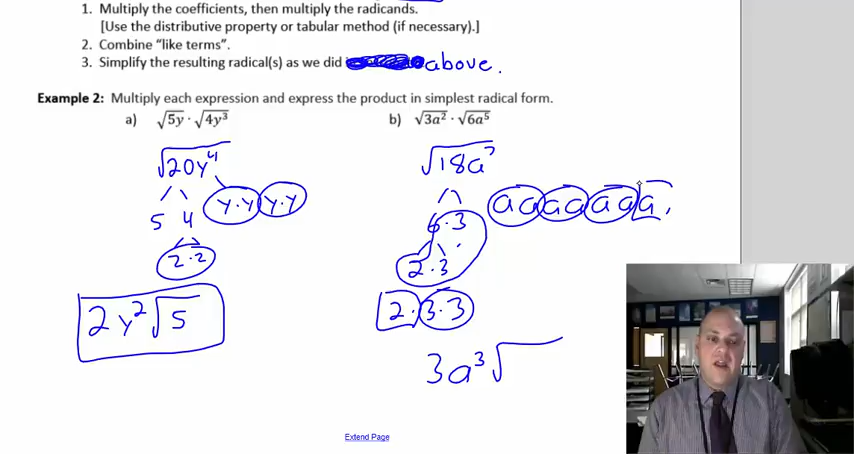 1. Multiply the coefficients, then multiply the radicands.
[Use the distributive property or tabular method (if necessary).]
2. Combine “like terms”.
3. Simplify the resulting radical(s) as we did above.
Example 2: Multiply each expression and express the product in simplest radical form.
a) √5y · √4y³ b) √3a² · √6a⁵
√20y⁴ √18a⁷
5 4 y·y y·y 6·3 a a a a a a a
2·2 2·3
2·3·3
2y²√5
3a³√
Extend Page